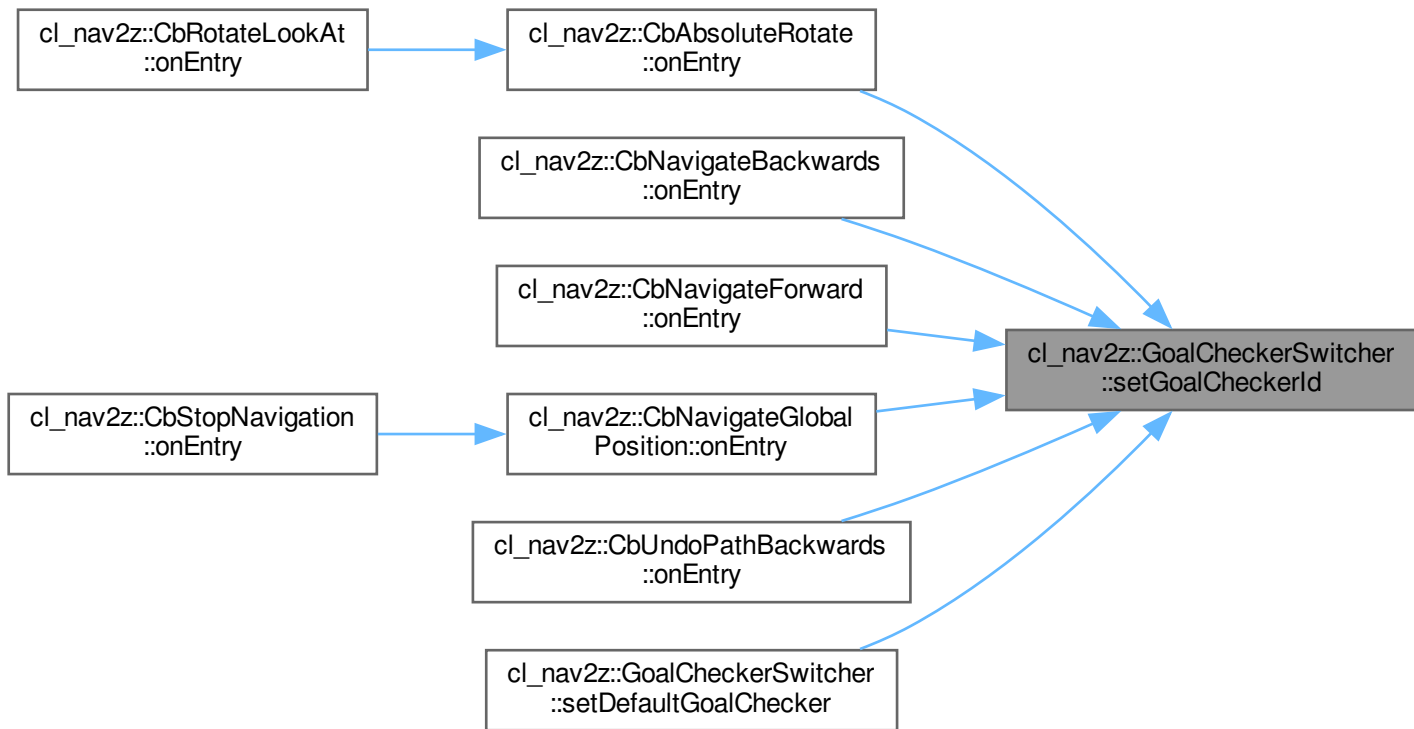 cl_nav2z::CbRotateLookAt
::onEntry
cl_nav2z::CbAbsoluteRotate
::onEntry
cl_nav2z::CbNavigateBackwards
::onEntry
cl_nav2z::CbNavigateForward
::onEntry
cl_nav2z::GoalCheckerSwitcher
::setGoalCheckerId
cl_nav2z::CbStopNavigation
::onEntry
cl_nav2z::CbNavigateGlobal
Position::onEntry
cl_nav2z::CbUndoPathBackwards
::onEntry
cl_nav2z::GoalCheckerSwitcher
::setDefaultGoalChecker